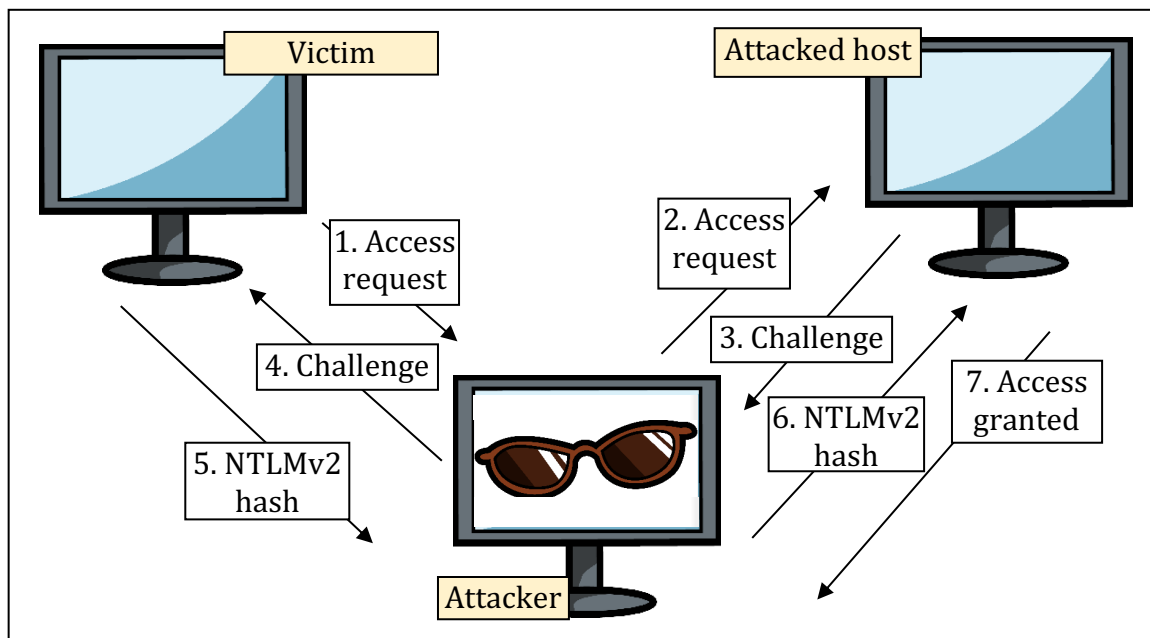 Victim
Attacked host
1. Access
request
2. Access
request
3. Challenge
4. Challenge
5. NTLMv2
hash
6. NTLMv2
hash
7. Access
granted
Attacker